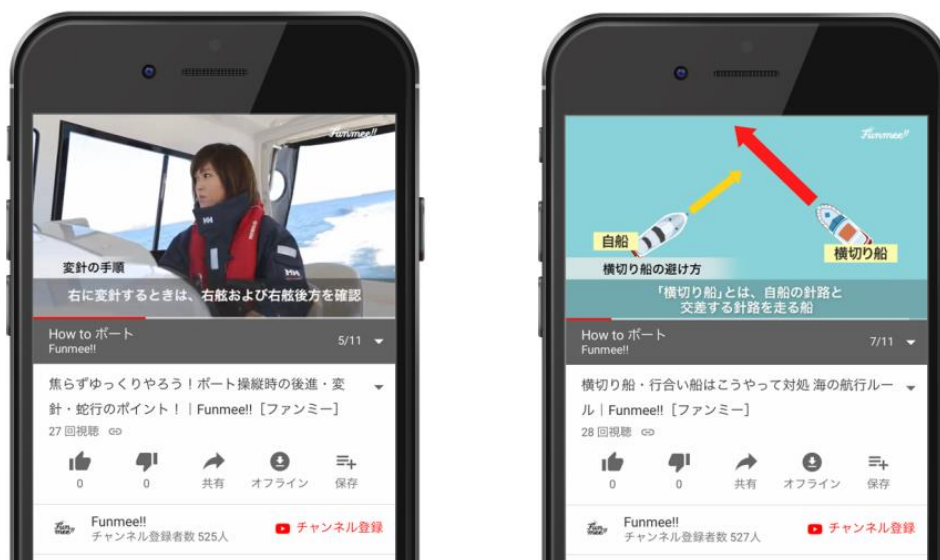 Funmee!!
変針の手順
右に変針するときは、右舷および右舷後方を確認
How to ボート
Funmee!!
5/11
焦らずゆっくりやろう！ボート操縦時の後進・変
針・蛇行のポイント！｜Funmee!!［ファンミー］
27 回視聴
0
0
共有
オフライン
保存
Funmee!!
チャンネル登録者数 525人
チャンネル登録
Funmee!!
自船
横切り船
横切り船の避け方
「横切り船」とは、自船の針路と
交差する針路を走る船
How to ボート
Funmee!!
7/11
横切り船・行合い船はこうやって対処 海の航行ルー
ル｜Funmee!!［ファンミー］
28 回視聴
0
0
共有
オフライン
保存
Funmee!!
チャンネル登録者数 527人
チャンネル登録